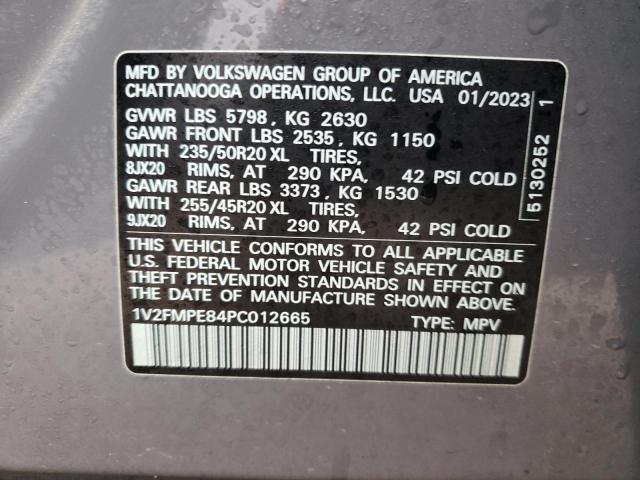 MFD BY VOLKSWAGEN GROUP OF AMERICA
CHATTANOOGA OPERATIONS, LLC. USA 01/2023
GVWR LBS 5798, KG 2630
GAWR FRONT LBS 2535, KG 1150
WITH 235/50R20 XL TIRES,
8JX20 RIMS, AT 290 KPA, 42 PSI COLD
GAWR REAR LBS 3373, KG 1530
WITH 255/45R20 XL TIRES,
9JX20 RIMS, AT 290 KPA, 42 PSI COLD
THIS VEHICLE CONFORMS TO ALL APPLICABLE
U.S. FEDERAL MOTOR VEHICLE SAFETY AND
THEFT PREVENTION STANDARDS IN EFFECT ON
THE DATE OF MANUFACTURE SHOWN ABOVE.
1V2FMPE84PC012665 TYPE: MPV
5130252 1